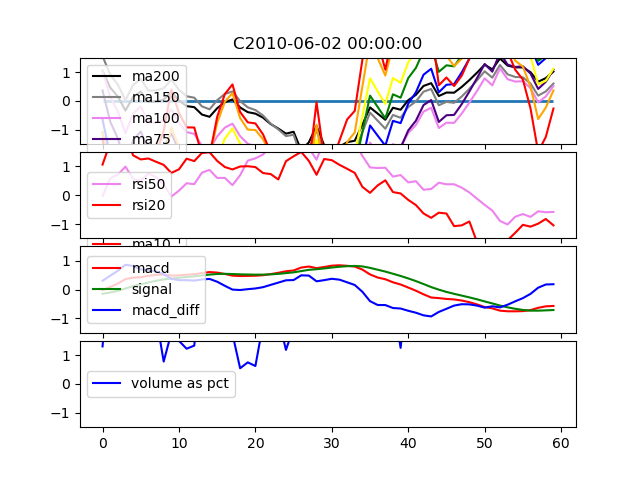 C2010-06-02 00:00:00
1
0
−1
ma200
ma150
ma100
ma75
1
0
−1
rsi50
rsi20
ma10
1
0
−1
macd
signal
macd_diff
1
0
−1
volume as pct
0 10 20 30 40 50 60